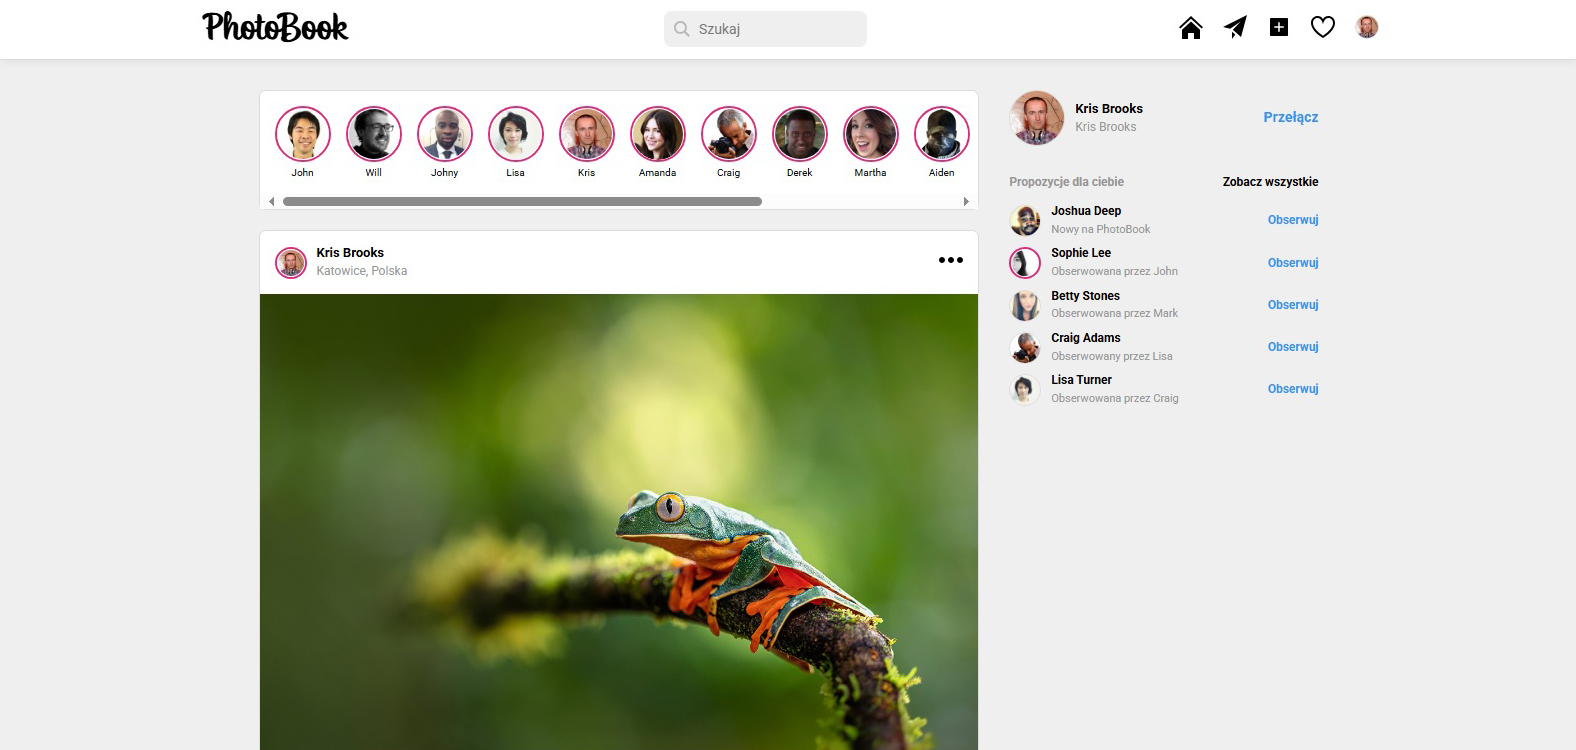 PhotoBook
Szukaj
John
Will
Johny
Lisa
Kris
Amanda
Craig
Derek
Martha
Aiden
Kris Brooks
Katowice, Polska
Kris Brooks
Kris Brooks
Przełącz
Propozycje dla ciebie
Zobacz wszystkie
Joshua Deep
Nowy na PhotoBook
Obserwuj
Sophie Lee
Obserwowana przez John
Obserwuj
Betty Stones
Obserwowana przez Mark
Obserwuj
Craig Adams
Obserwowany przez Lisa
Obserwuj
Lisa Turner
Obserwowana przez Craig
Obserwuj